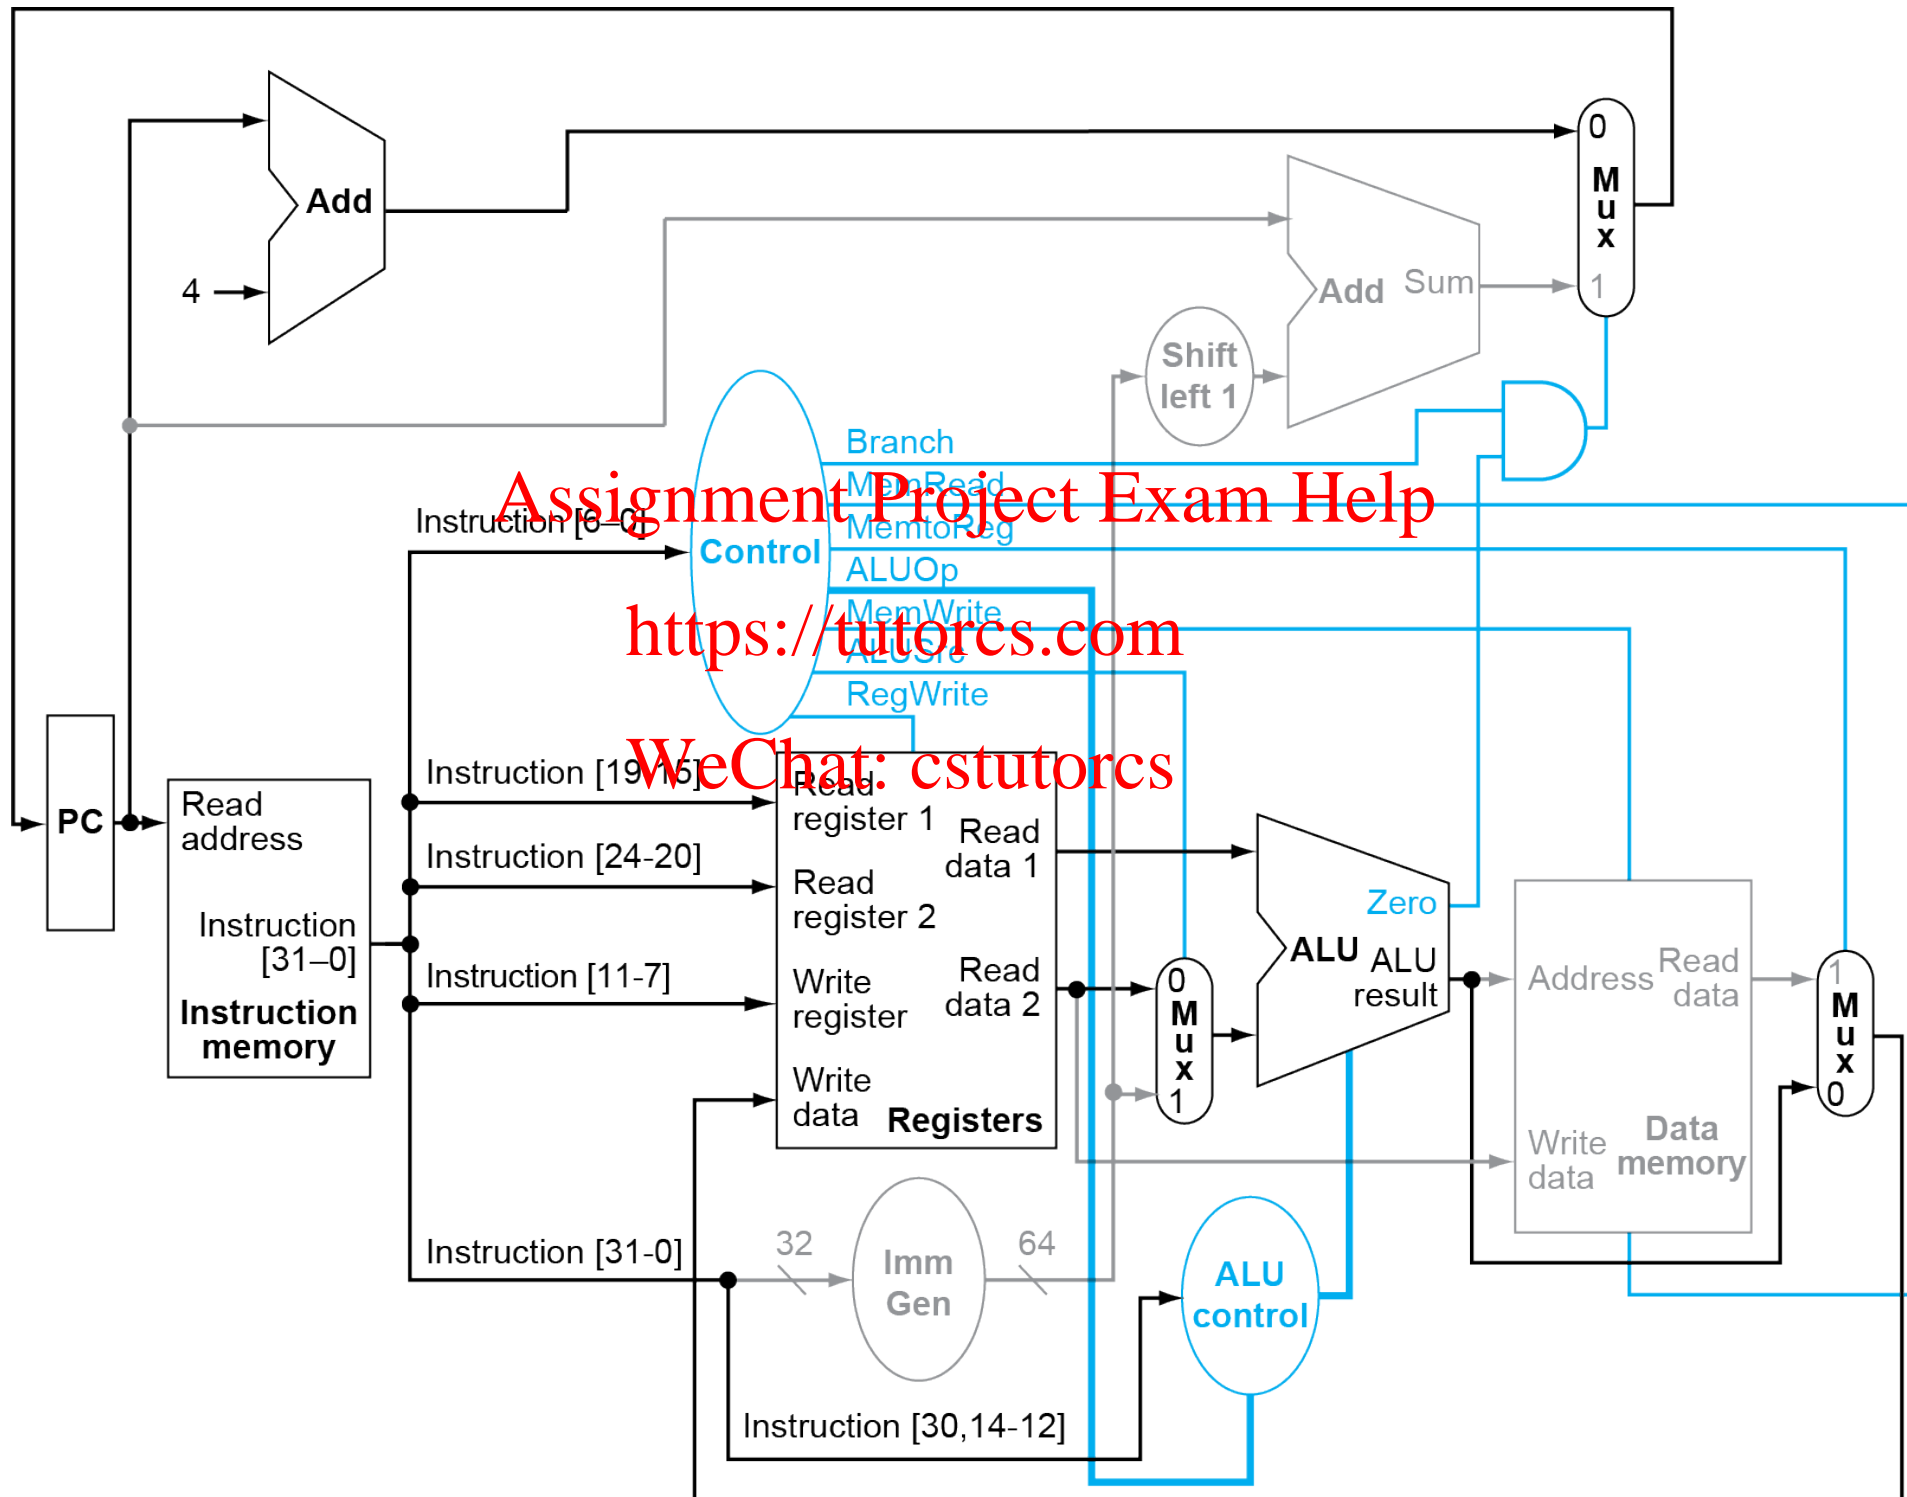 Add
4
0
M
u
x
1
Add Sum
Shift
left 1
Branch
MemRead
MemtoReg
ALUOp
MemWrite
ALUSrc
RegWrite
Control
Instruction [6–0]
Assignment Project Exam Help
https://tutorcs.com
WeChat: cstutorcs
PC
Read
address
Instruction
[31–0]
Instruction
memory
Instruction [19-15]
Instruction [24-20]
Instruction [11-7]
Instruction [31-0]
Instruction [30,14-12]
Read
register 1
Read
register 2
Write
register
Write
data
Read
data 1
Read
data 2
Registers
0
M
u
x
1
Zero
ALU
ALU
result
Address
Read
data
Write
data
Data
memory
1
M
u
x
0
32
Imm
Gen
64
ALU
control